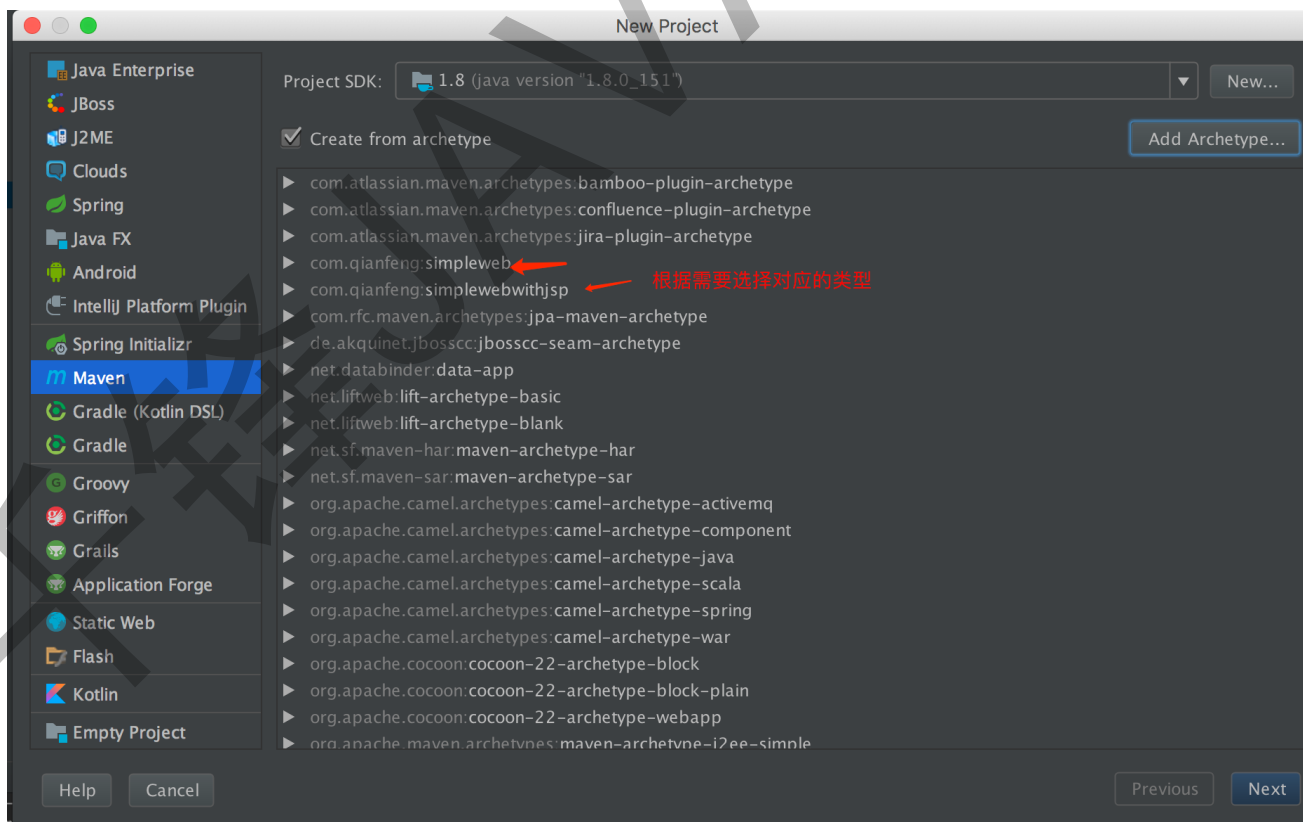 New Project
Java Enterprise
JBoss
J2ME
Clouds
Spring
Java FX
Android
IntelliJ Platform Plugin
Spring Initializr
Maven
Gradle (Kotlin DSL)
Gradle
Groovy
Griffon
Grails
Application Forge
Static Web
Flash
Kotlin
Empty Project
Project SDK: 1.8 (java version "1.8.0_151") New...
Create from archetype Add Archetype...
com.atlassian.maven.archetypes:bamboo-plugin-archetype
com.atlassian.maven.archetypes:confluence-plugin-archetype
com.atlassian.maven.archetypes:jira-plugin-archetype
com.qianfeng:simpleweb
com.qianfeng:simplewebwithjsp
根据需要选择对应的类型
com.rfc.maven.archetypes:jpa-maven-archetype
de.akquinet.jbosscc:jbosscc-seam-archetype
net.databinder:data-app
net.liftweb:lift-archetype-basic
net.liftweb:lift-archetype-blank
net.sf.maven-har:maven-archetype-har
net.sf.maven-sar:maven-archetype-sar
org.apache.camel.archetypes:camel-archetype-activemq
org.apache.camel.archetypes:camel-archetype-component
org.apache.camel.archetypes:camel-archetype-java
org.apache.camel.archetypes:camel-archetype-scala
org.apache.camel.archetypes:camel-archetype-spring
org.apache.camel.archetypes:camel-archetype-war
org.apache.cocoon:cocoon-22-archetype-block
org.apache.cocoon:cocoon-22-archetype-block-plain
org.apache.cocoon:cocoon-22-archetype-webapp
org.apache.maven.archetypes:maven-archetype-j2ee-simple
Help Cancel Previous Next
千锋JAVA